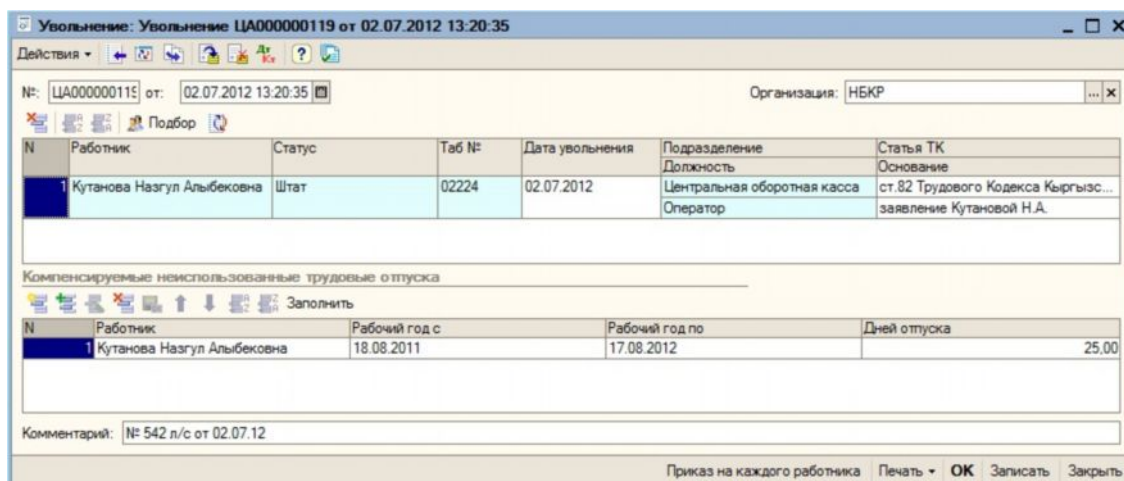 Увольнение: Увольнение ЦА000000119 от 02.07.2012 13:20:35
Действия
№: ЦА000000119 от: 02.07.2012 13:20:35 Организация: НБКР ... ×
Подбор
N Работник Статус Таб № Дата увольнения Подразделение Статья ТК
Должность Основание
1 Кутанова Назгул Алыбековна Штат 02224 02.07.2012 Центральная оборотная касса ст.82 Трудового Кодекса Кыргызс...
Оператор заявление Кутановой Н.А.
Компенсируемые неиспользованные трудовые отпуска
Заполнить
N Работник Рабочий год с Рабочий год по Дней отпуска
1 Кутанова Назгул Алыбековна 18.08.2011 17.08.2012 25,00
Комментарий: № 542 л/с от 02.07.12
Приказ на каждого работника Печать OK Записать Закрыть